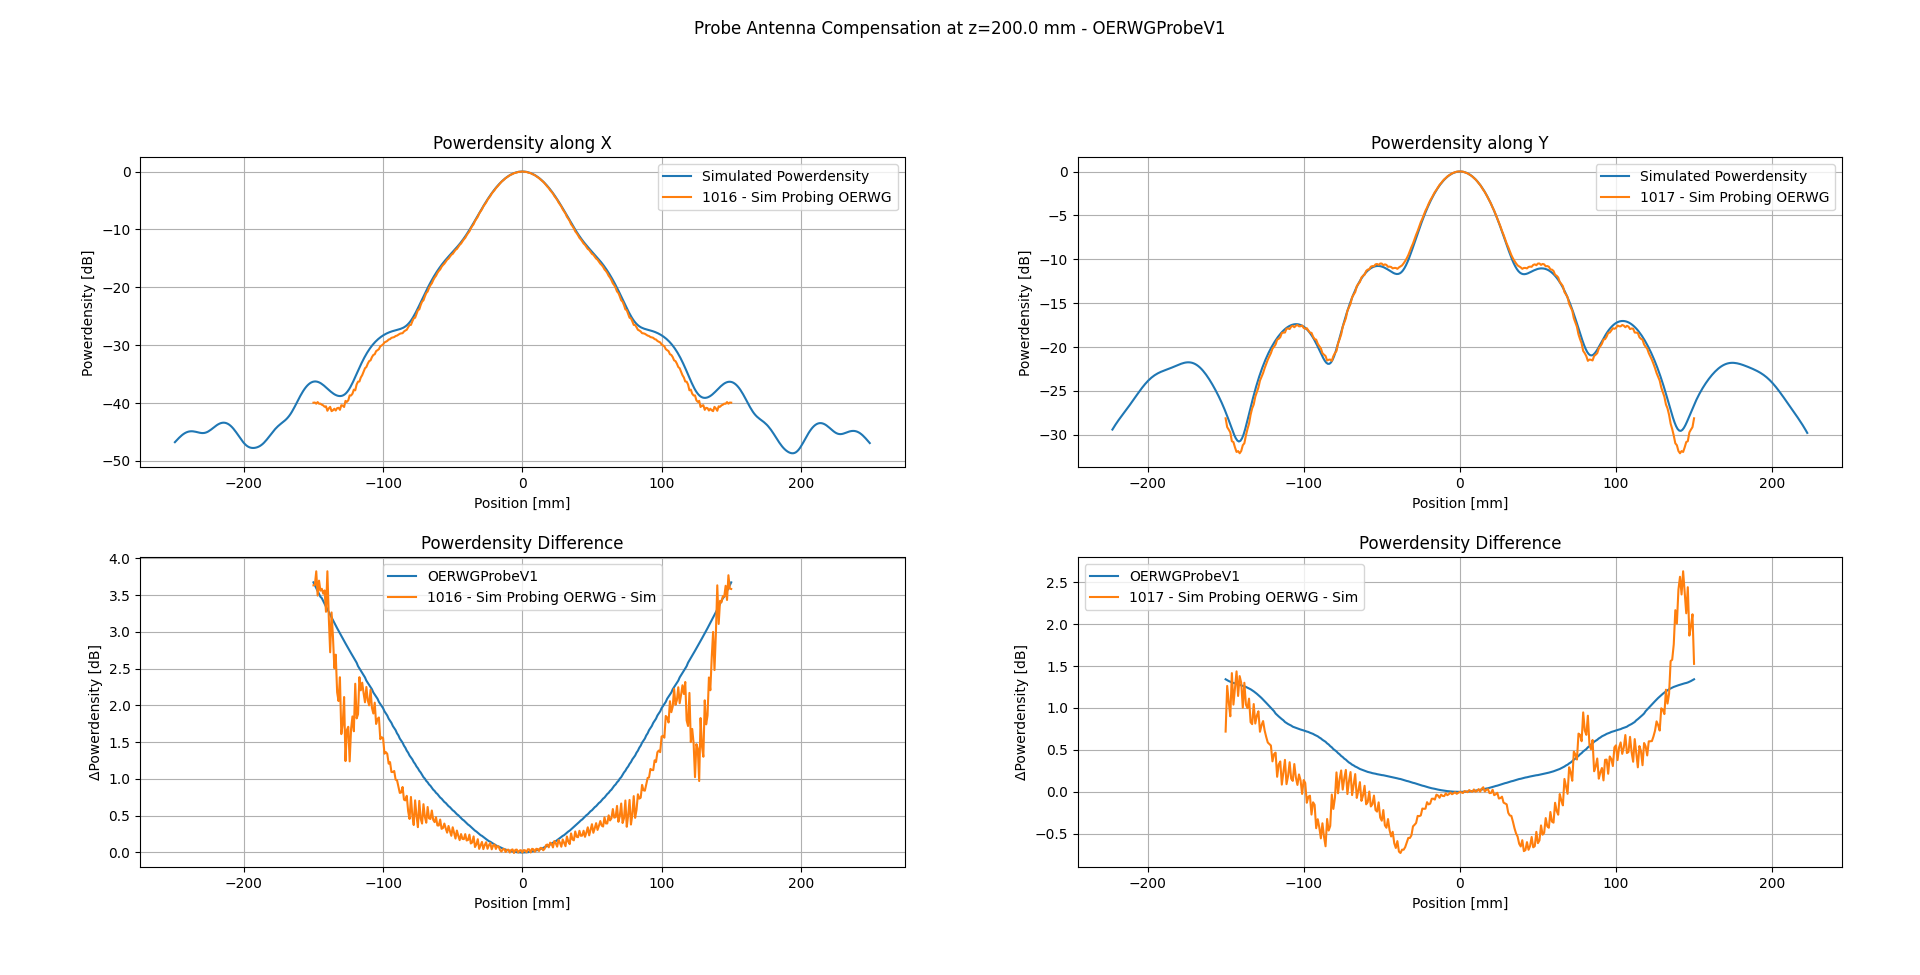 Probe Antenna Compensation at z=200.0 mm - OERWGProbeV1
Powerdensity along X
Powerdensity [dB]
0
−10
−20
−30
−40
−50
Simulated Powerdensity
1016 - Sim Probing OERWG
−200
−100
0
100
200
Position [mm]
Powerdensity along Y
Powerdensity [dB]
0
−5
−10
−15
−20
−25
−30
Simulated Powerdensity
1017 - Sim Probing OERWG
−200
−100
0
100
200
Position [mm]
Powerdensity Difference
ΔPowerdensity [dB]
4.0
3.5
3.0
2.5
2.0
1.5
1.0
0.5
0.0
OERWGProbeV1
1016 - Sim Probing OERWG - Sim
−200
−100
0
100
200
Position [mm]
Powerdensity Difference
ΔPowerdensity [dB]
2.5
2.0
1.5
1.0
0.5
0.0
−0.5
OERWGProbeV1
1017 - Sim Probing OERWG - Sim
−200
−100
0
100
200
Position [mm]